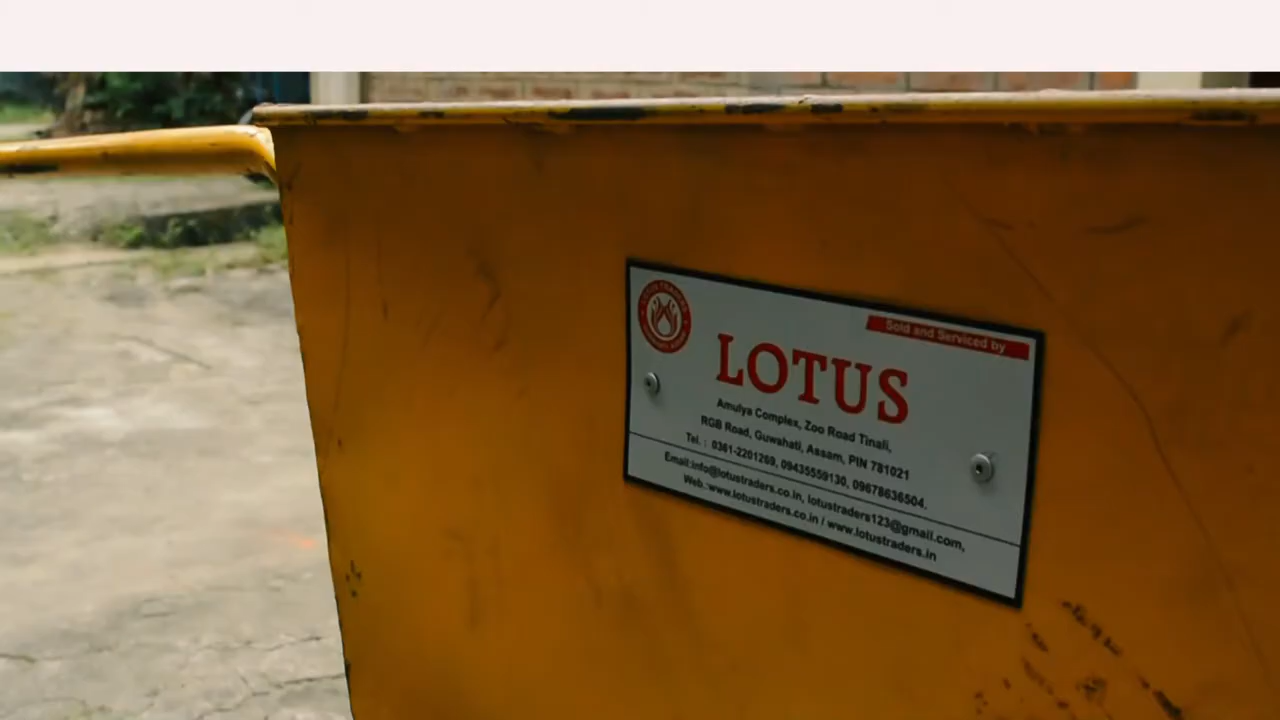 Sold and Serviced by
LOTUS
Amulya Complex, Zoo Road Tinali,
RGB Road, Guwahati, Assam, PIN 781021
Tel. : 0361-2201269, 09435559130, 09678636504,
Email:info@lotustraders.co.in, lotustraders123@gmail.com,
Web.:www.lotustraders.co.in / www.lotustraders.in